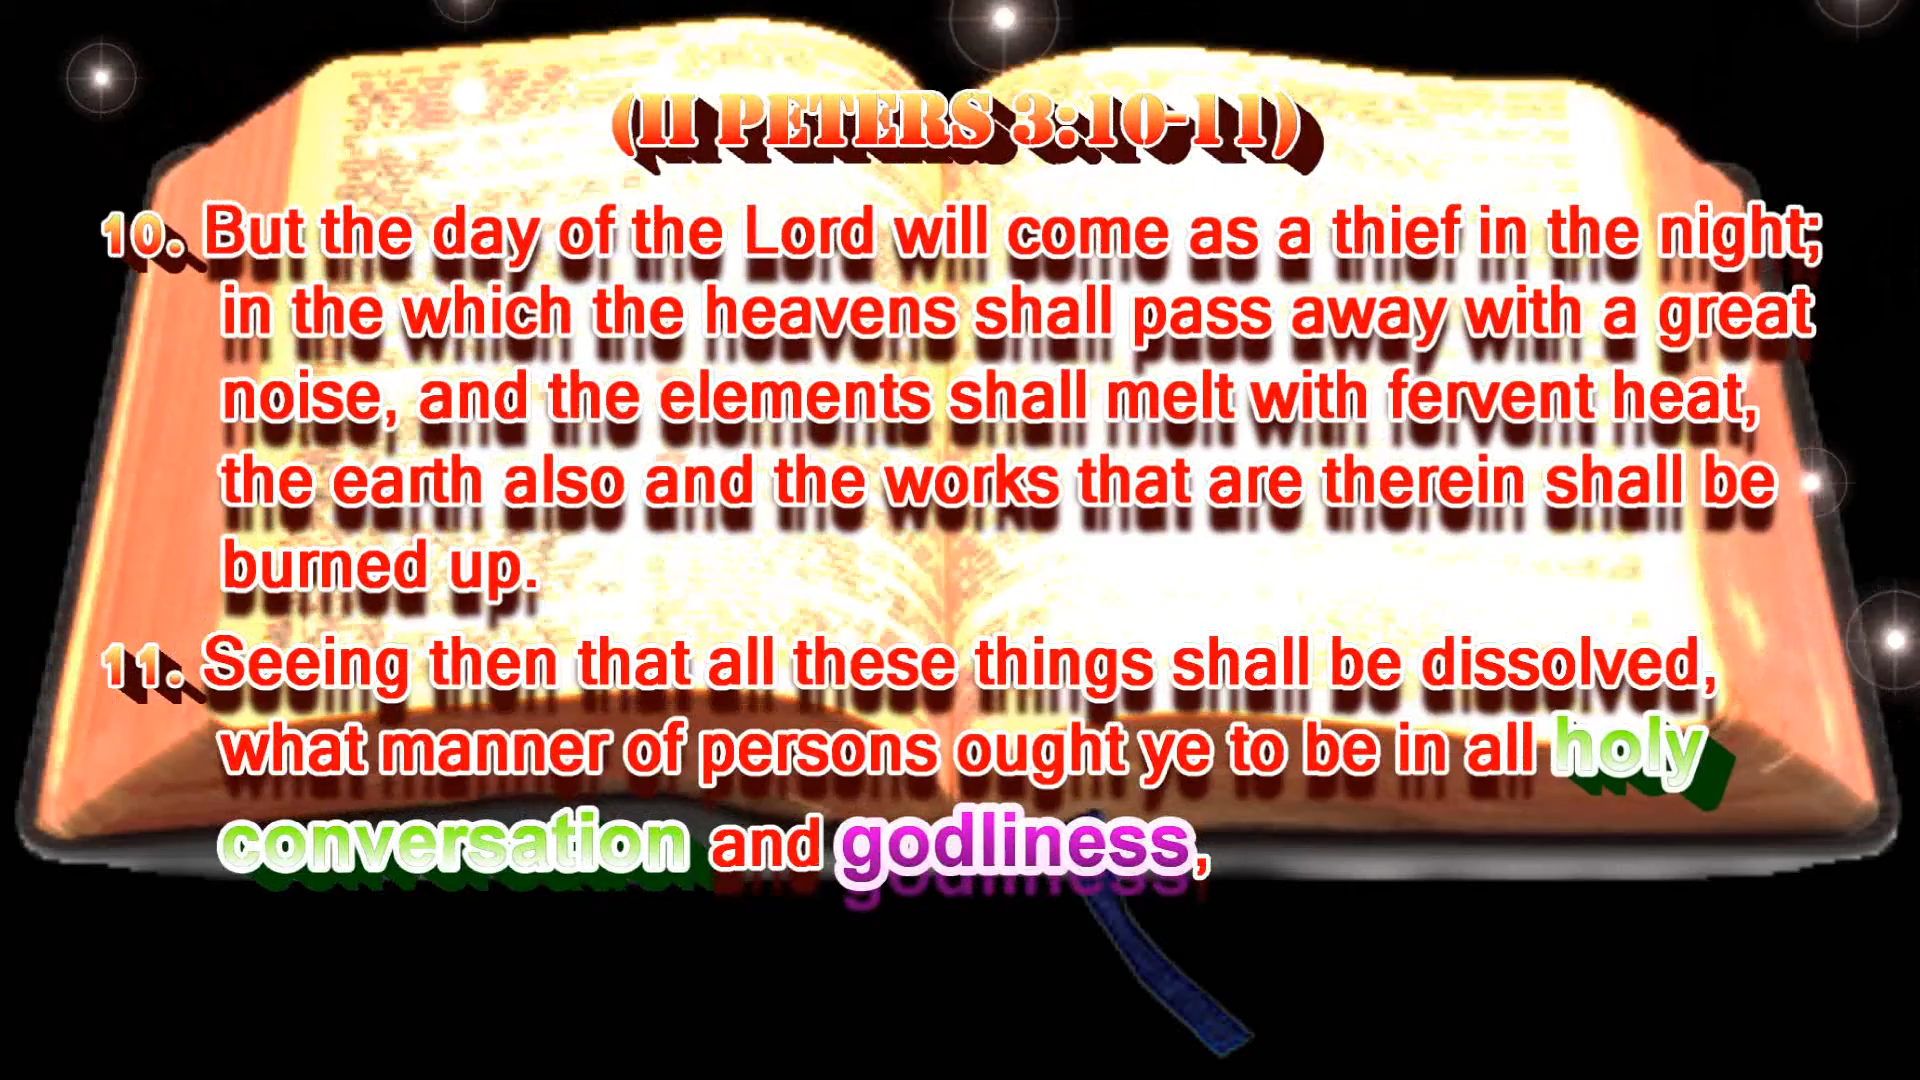 (II PETERS 3:10-11)
10. But the day of the Lord will come as a thief in the night;
in the which the heavens shall pass away with a great
noise, and the elements shall melt with fervent heat,
the earth also and the works that are therein shall be
burned up.
11. Seeing then that all these things shall be dissolved,
what manner of persons ought ye to be in all holy
conversation and godliness,